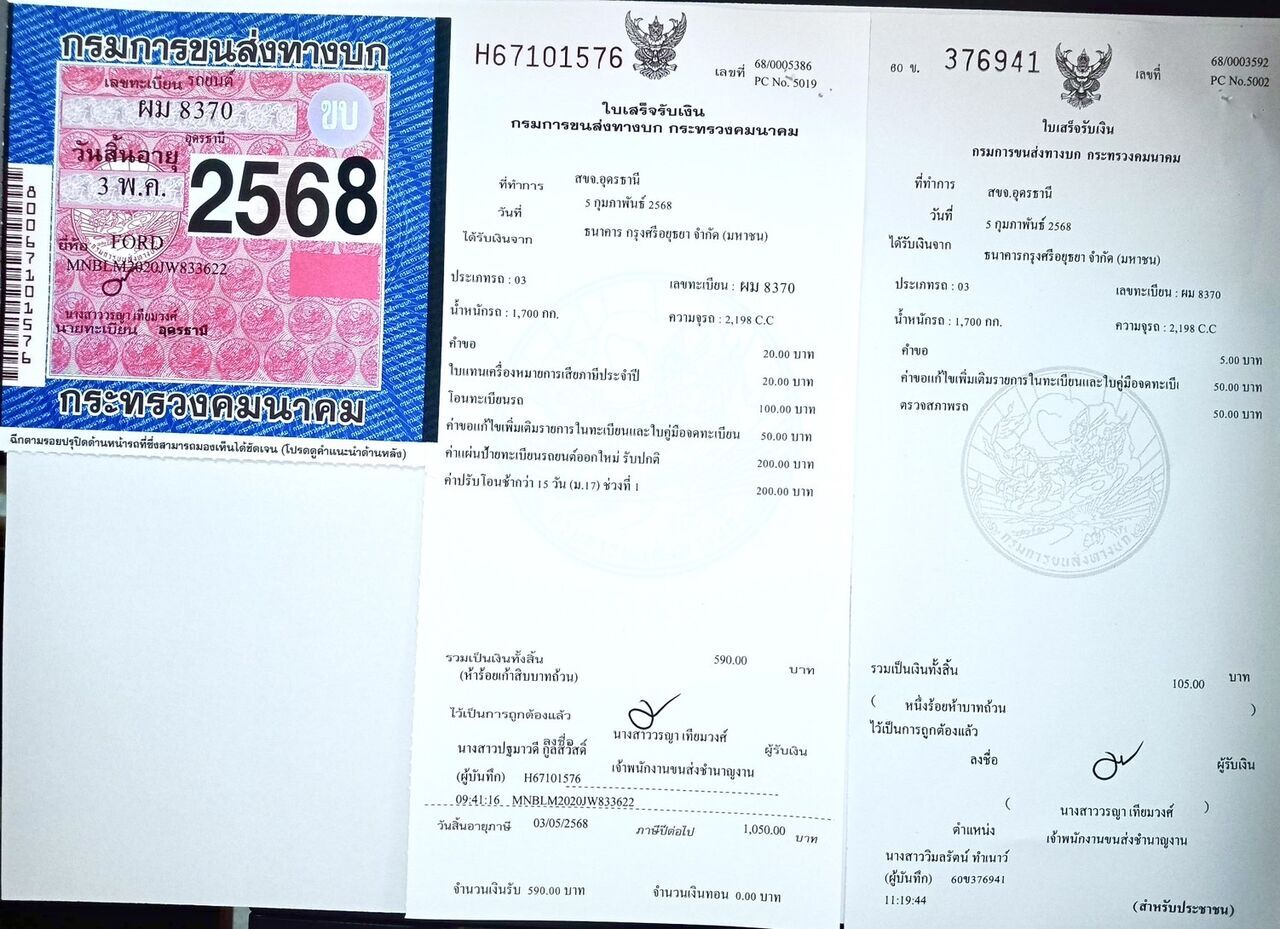 กรมการขนส่งทางบก
เลขทะเบียน รถยนต์
ผม 8370
ขบ
อุดรธานี
วันสิ้นอายุ
3 พ.ค.
2568
ยี่ห้อ FORD
MNBLM2020JW833622
นางสาววรญา เทียมวงศ์
นายทะเบียน อุดรธานี
กระทรวงคมนาคม
80067101576
ฉีกตามรอยปรุปิดด้านหน้ารถที่ซึ่งสามารถมองเห็นได้ชัดเจน (โปรดดูคำแนะนำด้านหลัง)
H67101576
เลขที่ 68/0005386
PC No. 5019
ใบเสร็จรับเงิน
กรมการขนส่งทางบก กระทรวงคมนาคม
ที่ทำการ สขจ.อุดรธานี
วันที่ 5 กุมภาพันธ์ 2568
ได้รับเงินจาก ธนาคาร กรุงศรีอยุธยา จำกัด (มหาชน)
ประเภทรถ : 03 เลขทะเบียน : ผม 8370
น้ำหนักรถ : 1,700 กก. ความจุรถ : 2,198 C.C
คำขอ 20.00 บาท
ใบแทนเครื่องหมายการเสียภาษีประจำปี 20.00 บาท
โอนทะเบียนรถ 100.00 บาท
ค่าขอแก้ไขเพิ่มเติมรายการในทะเบียนและใบคู่มือจดทะเบียน 50.00 บาท
ค่าแผ่นป้ายทะเบียนรถยนต์ออกใหม่ รับปกติ 200.00 บาท
ค่าปรับโอนช้ากว่า 15 วัน (ม.17) ช่วงที่ 1 200.00 บาท
รวมเป็นเงินทั้งสิ้น 590.00 บาท
(ห้าร้อยเก้าสิบบาทถ้วน)
ไว้เป็นการถูกต้องแล้ว
ลงชื่อ นางสาววรญา เทียมวงศ์ ผู้รับเงิน
นางสาวปฐมาวดี กูลสวัสดิ์
เจ้าพนักงานขนส่งชำนาญงาน
(ผู้บันทึก) H67101576
09:41:16 MNBLM2020JW833622
วันสิ้นอายุภาษี 03/05/2568 ภาษีปีต่อไป 1,050.00 บาท
จำนวนเงินรับ 590.00 บาท จำนวนเงินทอน 0.00 บาท
60 ข. 376941
เลขที่ 68/0003592
PC No.5002
ใบเสร็จรับเงิน
กรมการขนส่งทางบก กระทรวงคมนาคม
ที่ทำการ สขจ.อุดรธานี
วันที่ 5 กุมภาพันธ์ 2568
ได้รับเงินจาก ธนาคารกรุงศรีอยุธยา จำกัด (มหาชน)
ประเภทรถ : 03 เลขทะเบียน : ผม 8370
น้ำหนักรถ : 1,700 กก. ความจุรถ : 2,198 C.C
คำขอ 5.00 บาท
ค่าขอแก้ไขเพิ่มเติมรายการในทะเบียนและใบคู่มือจดทะเบี 50.00 บาท
ตรวจสภาพรถ 50.00 บาท
กรมการขนส่งทางบก
รวมเป็นเงินทั้งสิ้น 105.00 บาท
( หนึ่งร้อยห้าบาทถ้วน )
ไว้เป็นการถูกต้องแล้ว
ลงชื่อ ผู้รับเงิน
( นางสาววรญา เทียมวงศ์ )
ตำแหน่ง เจ้าพนักงานขนส่งชำนาญงาน
นางสาววิมลรัตน์ ทำเนาว์
(ผู้บันทึก) 60ข376941
11:19:44
(สำหรับประชาชน)